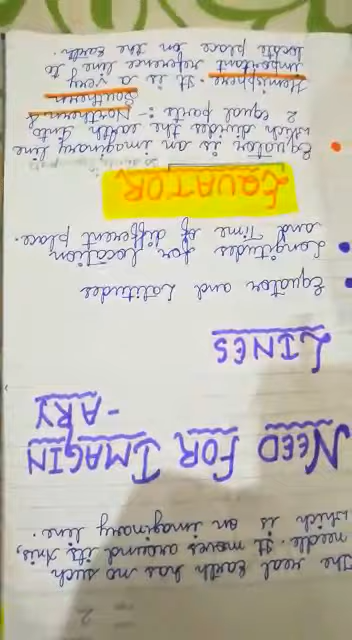 2
The real Earth has no such
needle. It moves around its axis,
which is an imaginary line.
NEED FOR IMAGIN
-ARY
LINES
Equator and Latitudes
Longitudes for location
and Time of different place.
EQUATOR
Equator is an imaginary line
which divides the earth into
2 equal parts :- Northern &
Southern
Hemisphere. It is a very
important reference line to
locate place on the Earth.